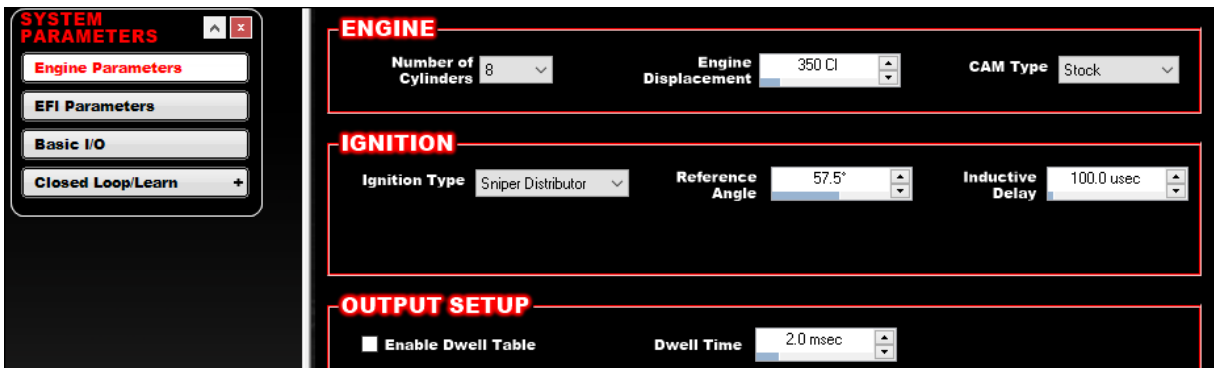 SYSTEM
PARAMETERS
Engine Parameters
EFI Parameters
Basic I/O
Closed Loop/Learn +
ENGINE
Number of
Cylinders
8
Engine
Displacement
350 CI
CAM Type
Stock
IGNITION
Ignition Type
Sniper Distributor
Reference
Angle
57.5°
Inductive
Delay
100.0 usec
OUTPUT SETUP
Enable Dwell Table
Dwell Time
2.0 msec